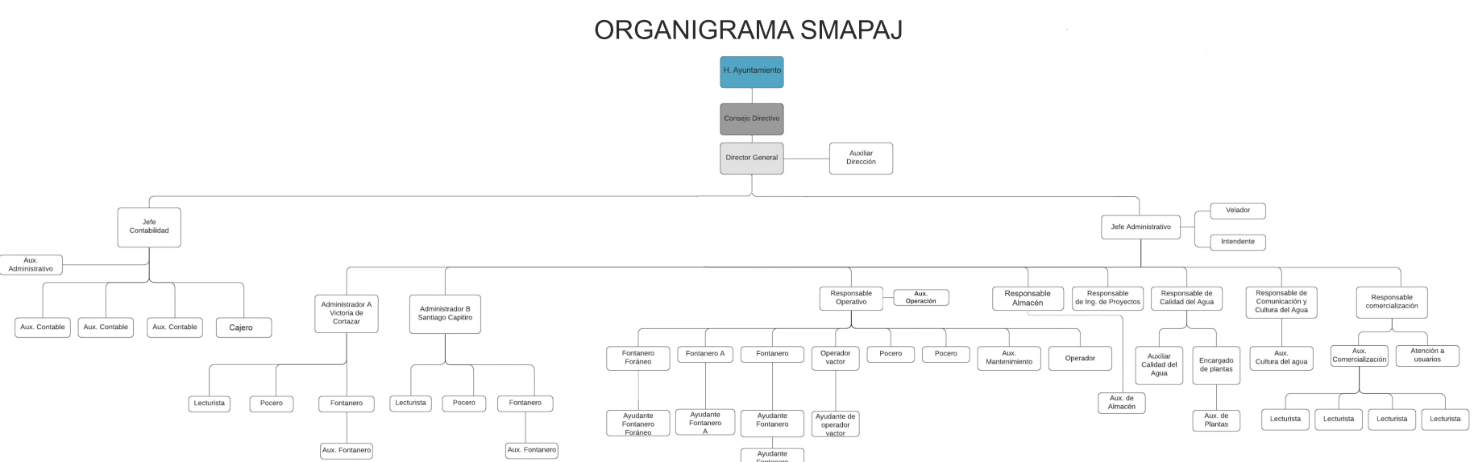 ORGANIGRAMA SMAPAJ
H. Ayuntamiento
Consejo Directivo
Director General
Auxiliar
Dirección
Jefe
Contabilidad
Jefe Administrativo
Velador
Intendente
Aux.
Administrativo
Aux. Contable
Aux. Contable
Aux. Contable
Cajero
Administrador A
Victoria de
Cortazar
Administrador B
Santiago Capitiro
Responsable
Operativo
Aux.
Operación
Responsable
Almacén
Responsable
de Ing. de Proyectos
Responsable de
Calidad del Agua
Responsable de
Comunicación y
Cultura del Agua
Responsable
comercialización
Lecturista
Pocero
Fontanero
Aux. Fontanero
Lecturista
Pocero
Fontanero
Aux. Fontanero
Fontanero
Foráneo
Fontanero A
Fontanero
Operador
vactor
Pocero
Pocero
Aux.
Mantenimiento
Operador
Ayudante
Fontanero
Foráneo
Ayudante
Fontanero
A
Ayudante
Fontanero
Ayudante de
operador
vactor
Ayudante
Fontanero
Aux. de
Almacén
Auxiliar
Calidad del
Agua
Encargado
de plantas
Aux. de
Plantas
Aux.
Cultura del agua
Aux.
Comercialización
Atención a
usuarios
Lecturista
Lecturista
Lecturista
Lecturista